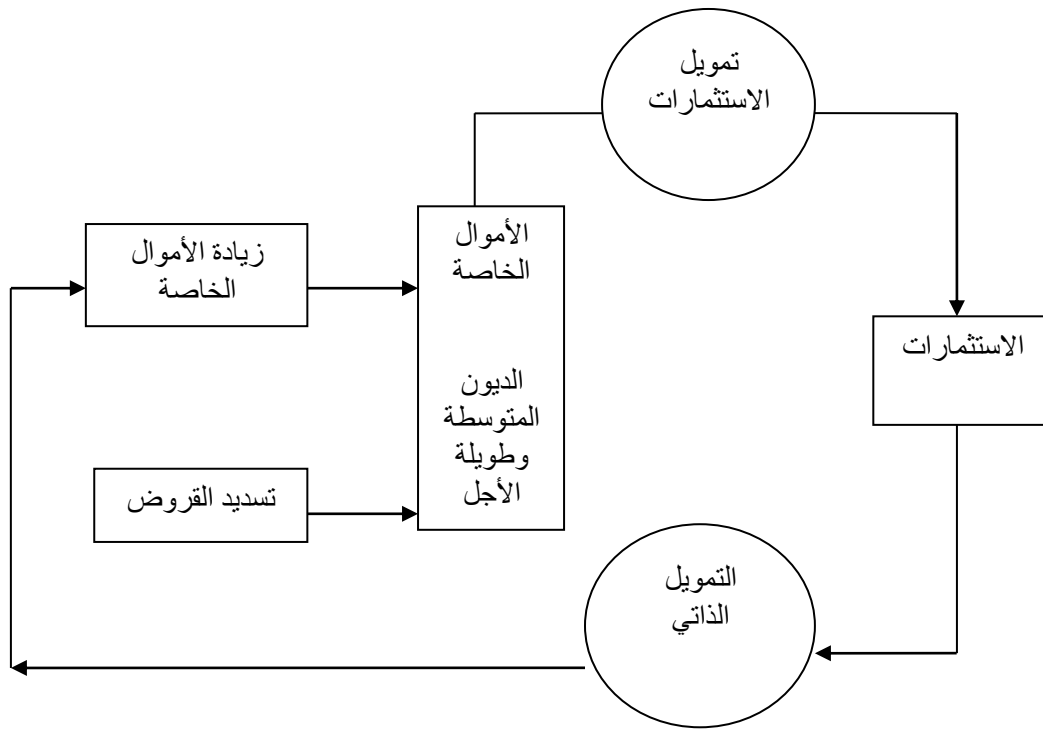 تمويل
الاستثمارات
الأموال
الخاصة
زيادة الأموال
الخاصة
الاستثمارات
الديون
المتوسطة
وطويلة
الأجل
تسديد القروض
التمويل
الذاتي